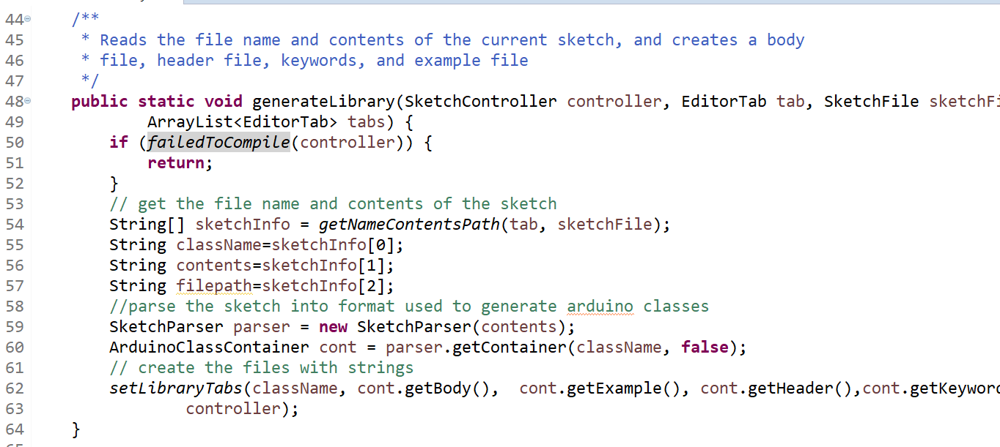 44 /**
45 * Reads the file name and contents of the current sketch, and creates a body
46 * file, header file, keywords, and example file
47 */
48 public static void generateLibrary(SketchController controller, EditorTab tab, SketchFile sketchFi
49 ArrayList<EditorTab> tabs) {
50 if (failedToCompile(controller)) {
51 return;
52 }
53 // get the file name and contents of the sketch
54 String[] sketchInfo = getNameContentsPath(tab, sketchFile);
55 String className=sketchInfo[0];
56 String contents=sketchInfo[1];
57 String filepath=sketchInfo[2];
58 //parse the sketch into format used to generate arduino classes
59 SketchParser parser = new SketchParser(contents);
60 ArduinoClassContainer cont = parser.getContainer(className, false);
61 // create the files with strings
62 setLibraryTabs(className, cont.getBody(),  cont.getExample(), cont.getHeader(),cont.getKeyword
63 controller);
64 }